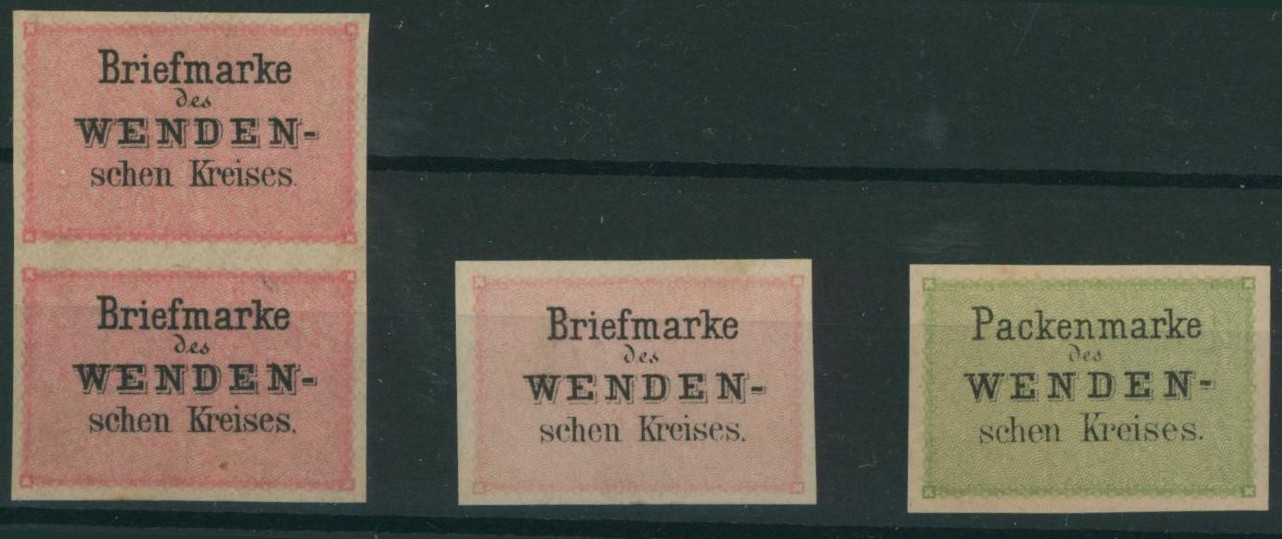 Briefmarke
des
WENDEN-
schen Kreises.
Briefmarke
des
WENDEN-
schen Kreises.
Briefmarke
des
WENDEN-
schen Kreises.
Packenmarke
des
WENDEN-
schen Kreises.